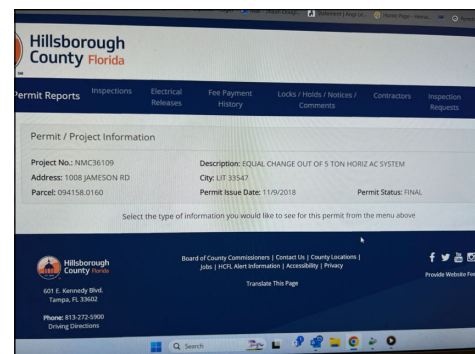 Hillsborough
County Florida
Permit Reports
Inspections
Electrical
Releases
Fee Payment
History
Locks / Holds / Notices /
Comments
Contractors
Inspection
Requests
Permit / Project Information
Project No.: NMC36109
Description: EQUAL CHANGE OUT OF 5 TON HORIZ AC SYSTEM
Address: 1008 JAMESON RD
City: LIT 33547
Parcel: 094158.0160
Permit Issue Date: 11/9/2018
Permit Status: FINAL
Select the type of information you would like to see for this permit from the menu above
Hillsborough
County Florida
601 E. Kennedy Blvd.
Tampa, FL 33602
Phone: 813-272-5900
Driving Directions
Board of County Commissioners | Contact Us | County Locations |
Jobs | HCFL Alert Information | Accessibility | Privacy
Translate This Page
Provide Website Fee
Search